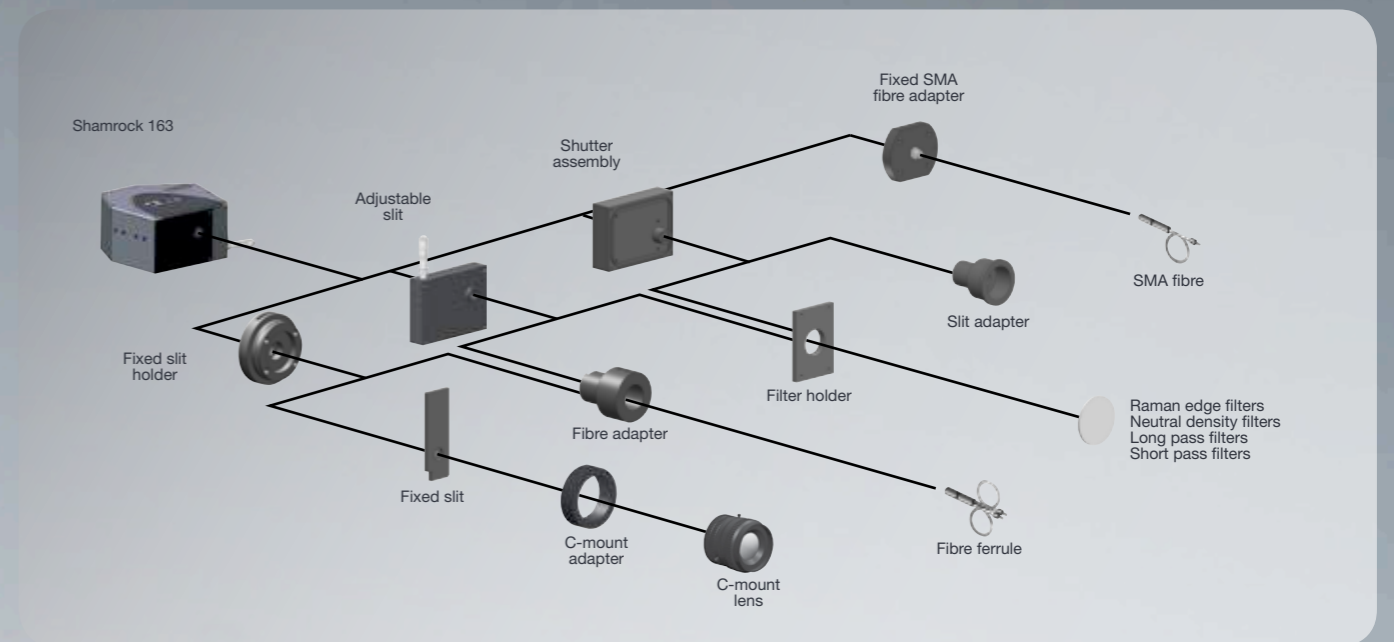 Fixed SMA
fibre adapter
Shamrock 163
Shutter
assembly
Adjustable
slit
SMA fibre
Slit adapter
Fixed slit
holder
Filter holder
Raman edge filters
Neutral density filters
Long pass filters
Short pass filters
Fibre adapter
Fixed slit
C-mount
adapter
Fibre ferrule
C-mount
lens